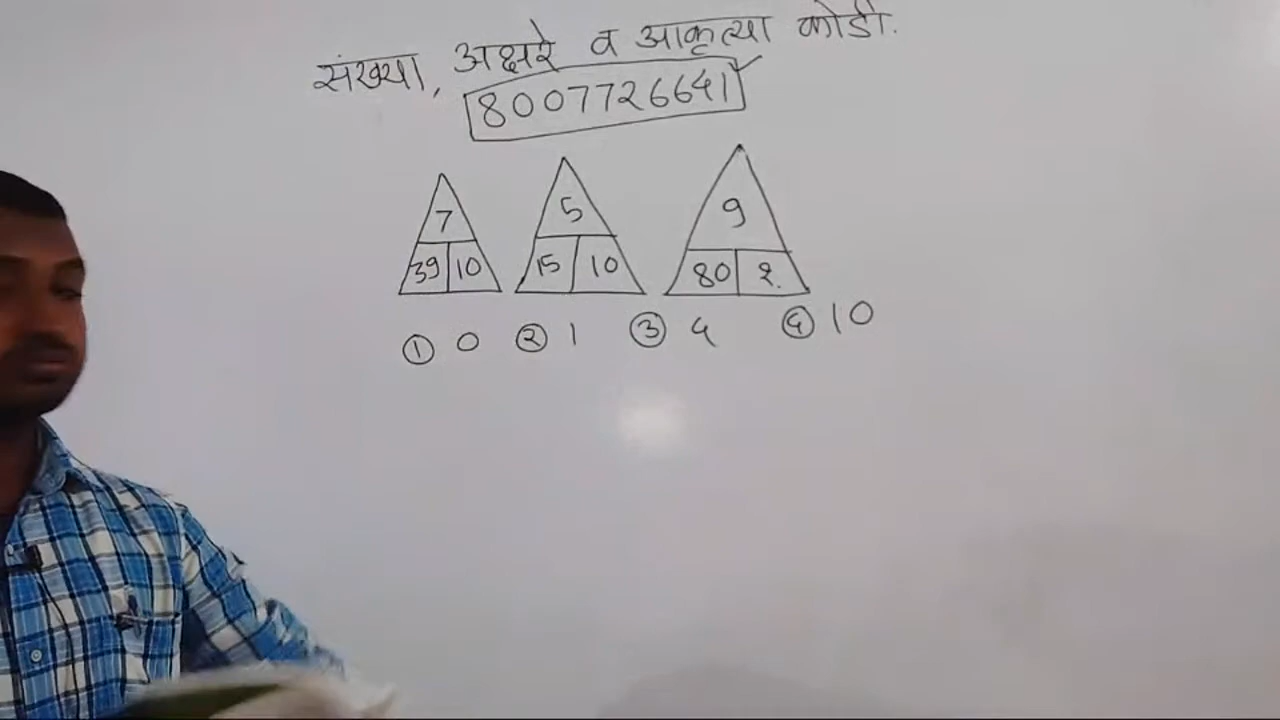 संख्या, अक्षरे व आकृत्या कोडी.
8007726641
7 5 9
39 10 15 10 80 ?
① 0 ② 1 ③ 4 ④ 10